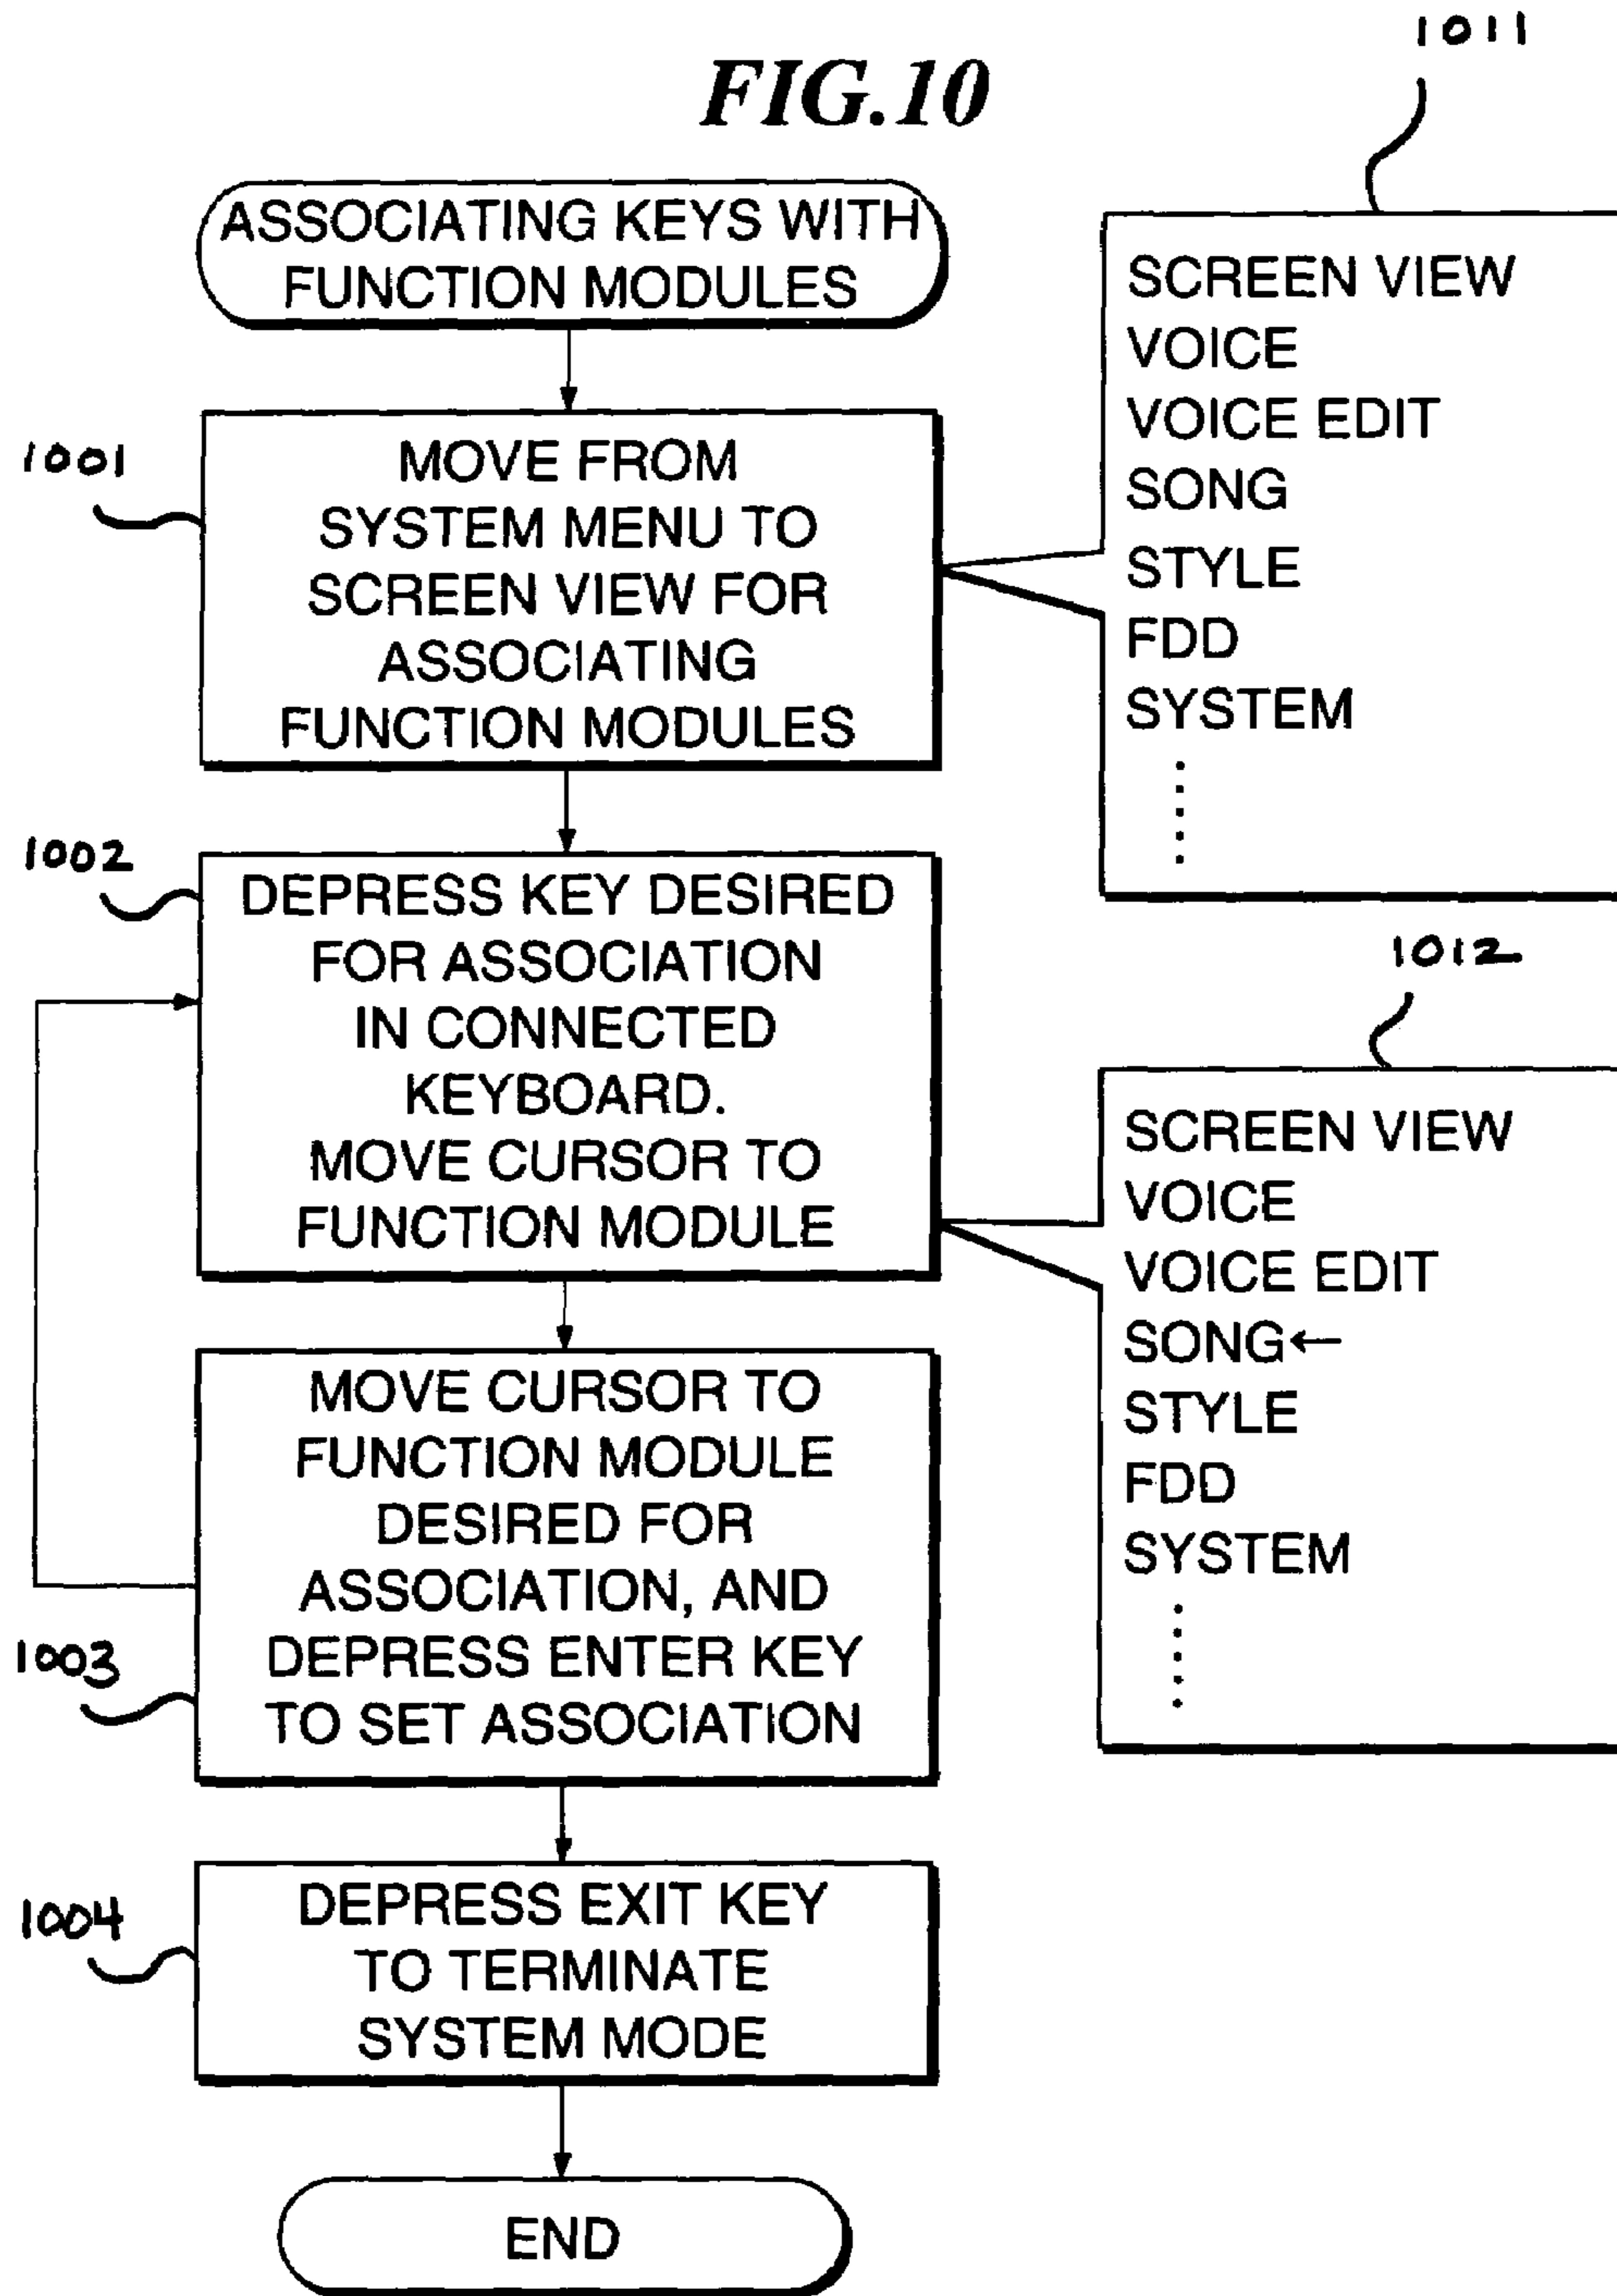 FIG.10
ASSOCIATING KEYS WITH
FUNCTION MODULES
1001
MOVE FROM
SYSTEM MENU TO
SCREEN VIEW FOR
ASSOCIATING
FUNCTION MODULES
1011
SCREEN VIEW
VOICE
VOICE EDIT
SONG
STYLE
FDD
SYSTEM
1002
DEPRESS KEY DESIRED
FOR ASSOCIATION
IN CONNECTED
KEYBOARD.
MOVE CURSOR TO
FUNCTION MODULE
1012
SCREEN VIEW
VOICE
VOICE EDIT
SONG←
STYLE
FDD
SYSTEM
1003
MOVE CURSOR TO
FUNCTION MODULE
DESIRED FOR
ASSOCIATION, AND
DEPRESS ENTER KEY
TO SET ASSOCIATION
1004
DEPRESS EXIT KEY
TO TERMINATE
SYSTEM MODE
END